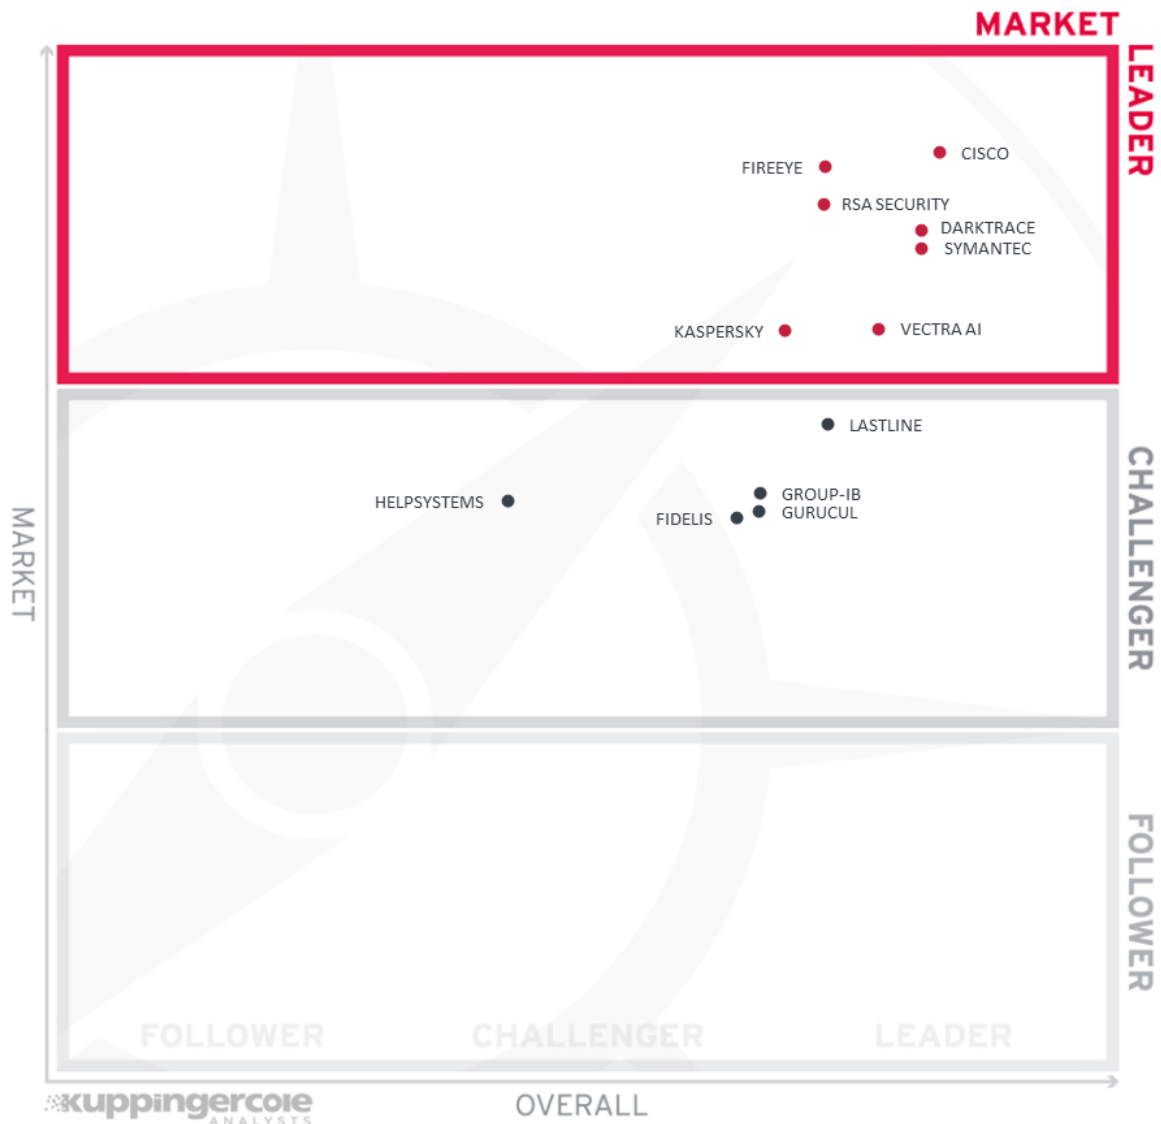 MARKET
LEADER
CISCO
FIREEYE
RSA SECURITY
DARKTRACE
SYMANTEC
KASPERSKY
VECTRA AI
LASTLINE
HELPSYSTEMS
GROUP-IB
GURUCUL
FIDELIS
CHALLENGER
MARKET
FOLLOWER
FOLLOWER CHALLENGER LEADER
OVERALL
kuppingercole
ANALYSTS